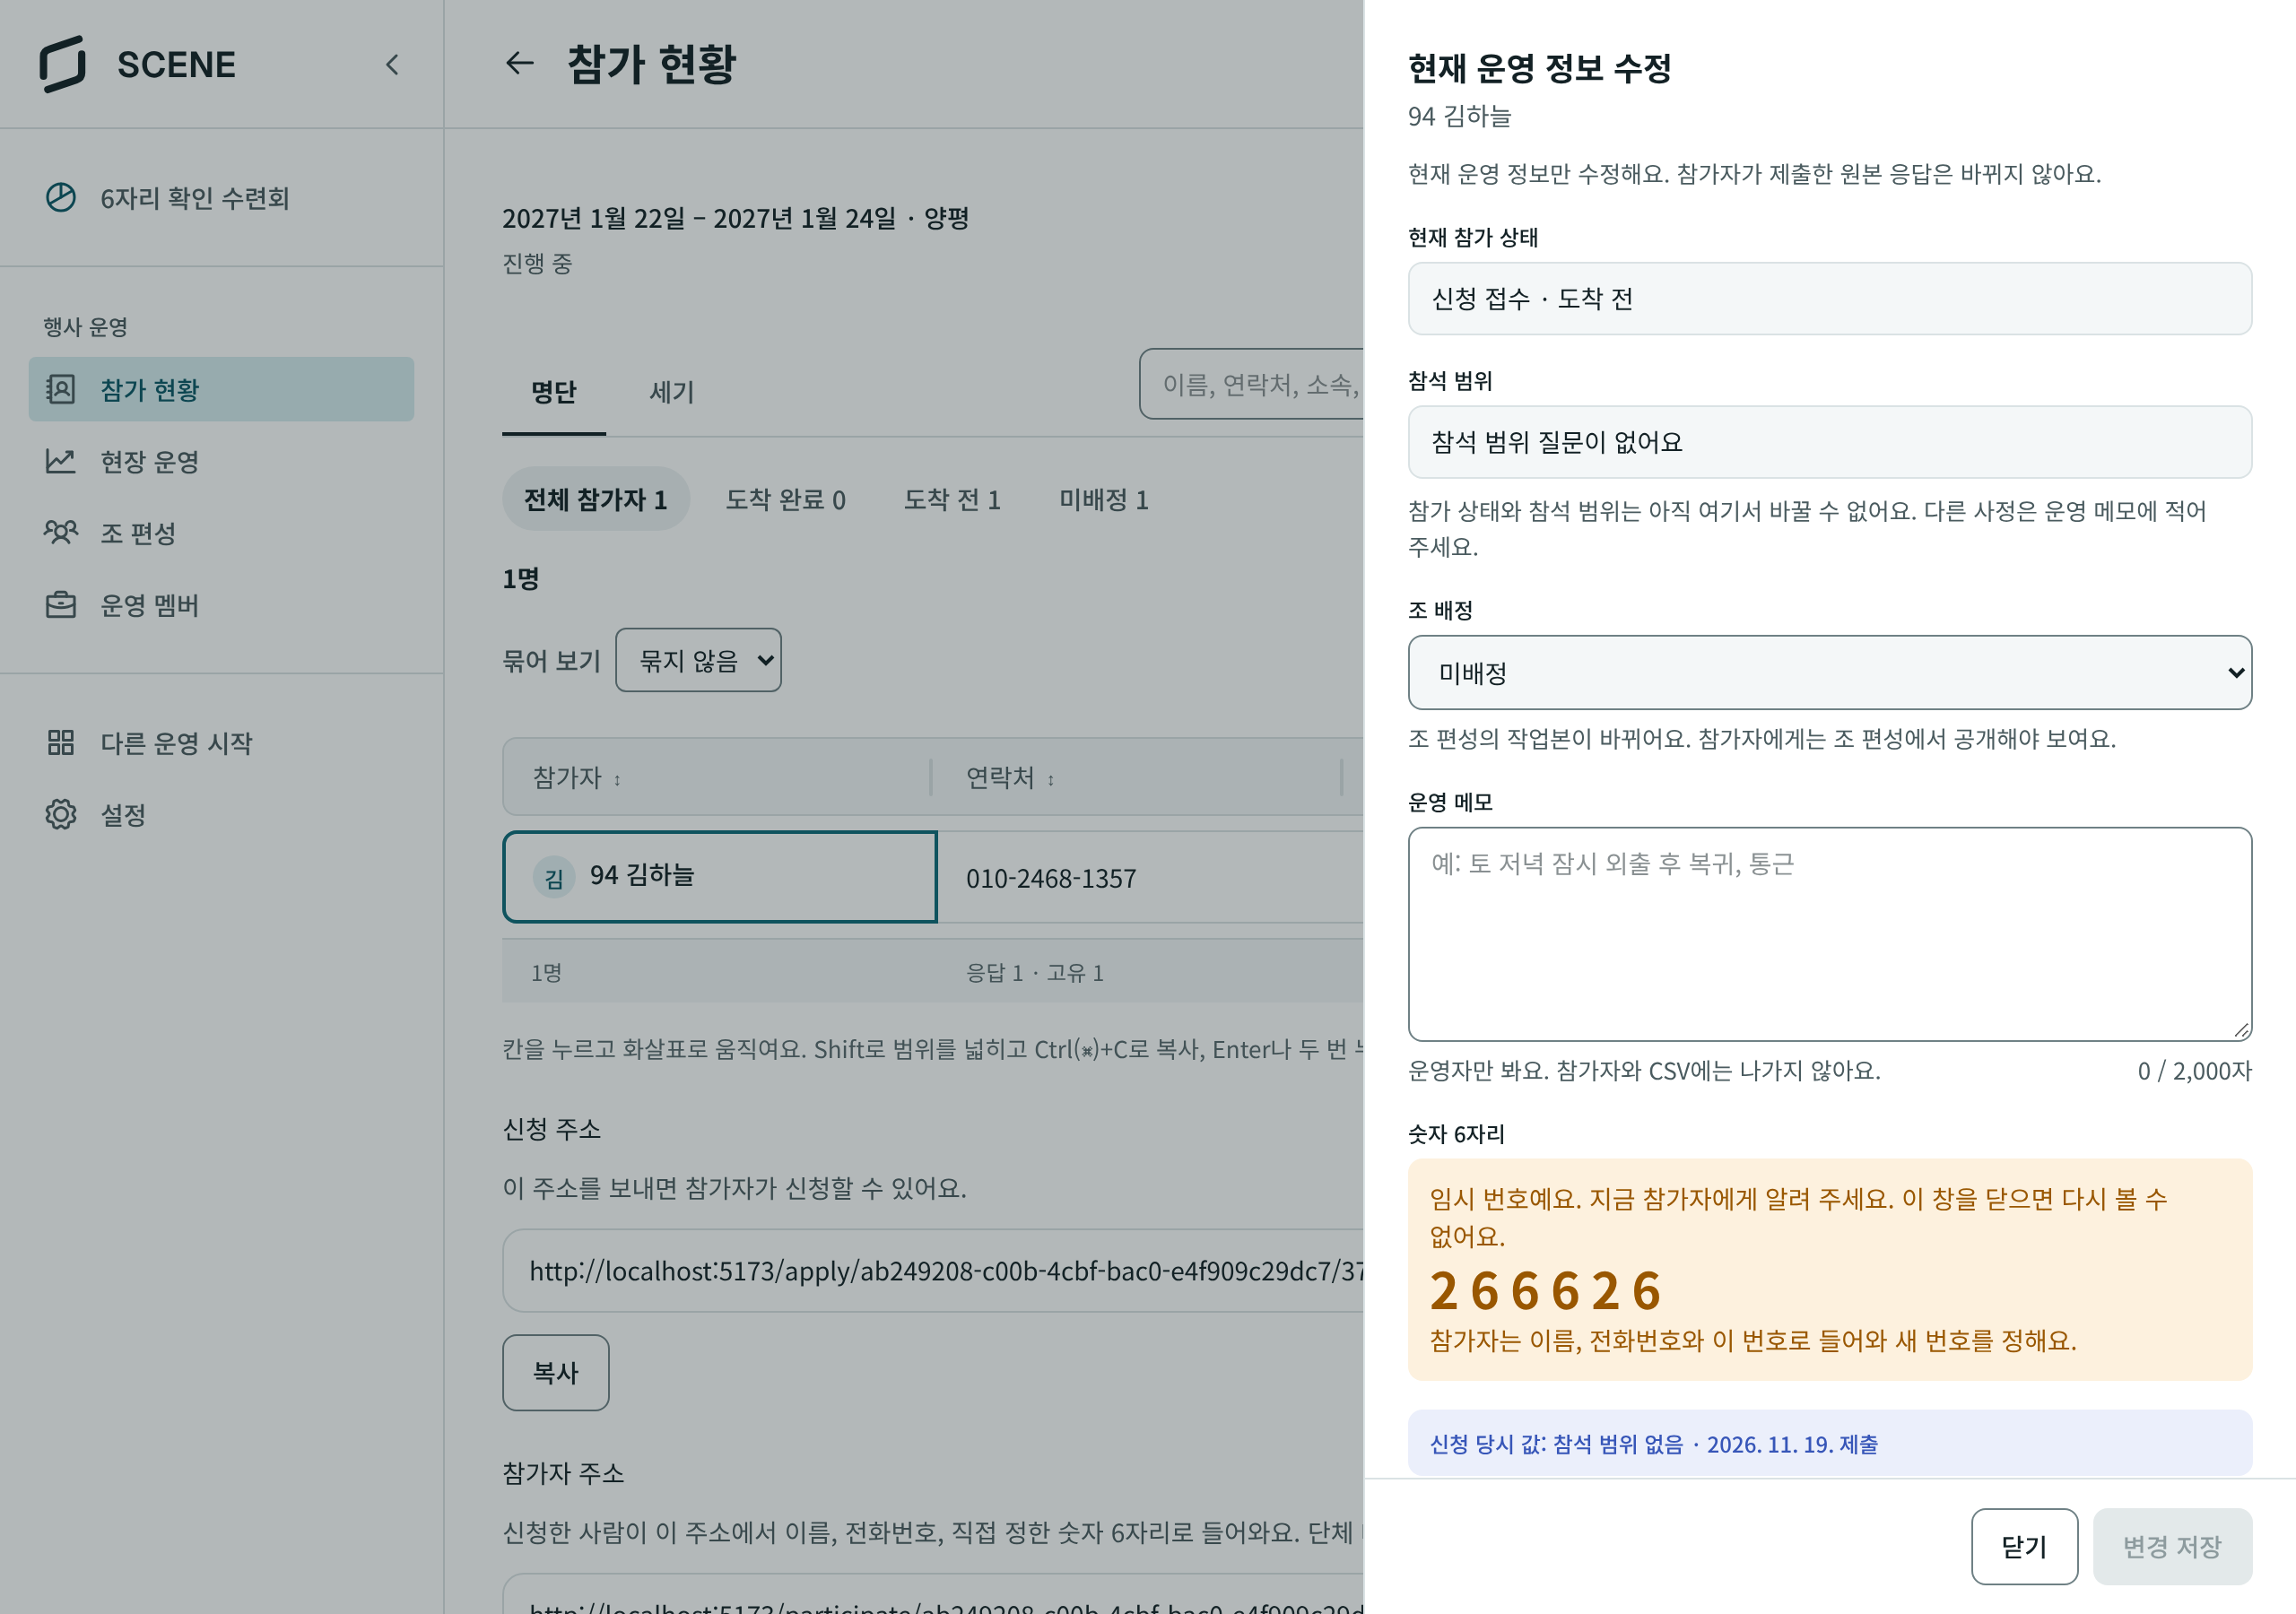 SCENE
6자리 확인 수련회
행사 운영
참가 현황
현장 운영
조 편성
운영 멤버
다른 운영 시작
설정
참가 현황
2027년 1월 22일 – 2027년 1월 24일 · 양평
진행 중
명단
세기
이름, 연락처, 소속,
전체 참가자 1
도착 완료 0
도착 전 1
미배정 1
1명
묶어 보기
묶지 않음
참가자 ↕
연락처 ↕
김
94 김하늘
010-2468-1357
1명
응답 1 · 고유 1
칸을 누르고 화살표로 움직여요. Shift로 범위를 넓히고 Ctrl(⌘)+C로 복사, Enter나 두 번
신청 주소
이 주소를 보내면 참가자가 신청할 수 있어요.
http://localhost:5173/apply/ab249208-c00b-4cbf-bac0-e4f909c29dc7/37
복사
참가자 주소
신청한 사람이 이 주소에서 이름, 전화번호, 직접 정한 숫자 6자리로 들어와요. 단체
http://localhost:5173/participate/ab249208-c00b-4cbf-bac0-e4f909c29d
현재 운영 정보 수정
94 김하늘
현재 운영 정보만 수정해요. 참가자가 제출한 원본 응답은 바뀌지 않아요.
현재 참가 상태
신청 접수 · 도착 전
참석 범위
참석 범위 질문이 없어요
참가 상태와 참석 범위는 아직 여기서 바꿀 수 없어요. 다른 사정은 운영 메모에 적어
주세요.
조 배정
미배정
조 편성의 작업본이 바뀌어요. 참가자에게는 조 편성에서 공개해야 보여요.
운영 메모
예: 토 저녁 잠시 외출 후 복귀, 통근
운영자만 봐요. 참가자와 CSV에는 나가지 않아요.
0 / 2,000자
숫자 6자리
임시 번호예요. 지금 참가자에게 알려 주세요. 이 창을 닫으면 다시 볼 수
없어요.
266626
참가자는 이름, 전화번호와 이 번호로 들어와 새 번호를 정해요.
신청 당시 값: 참석 범위 없음 · 2026. 11. 19. 제출
닫기
변경 저장